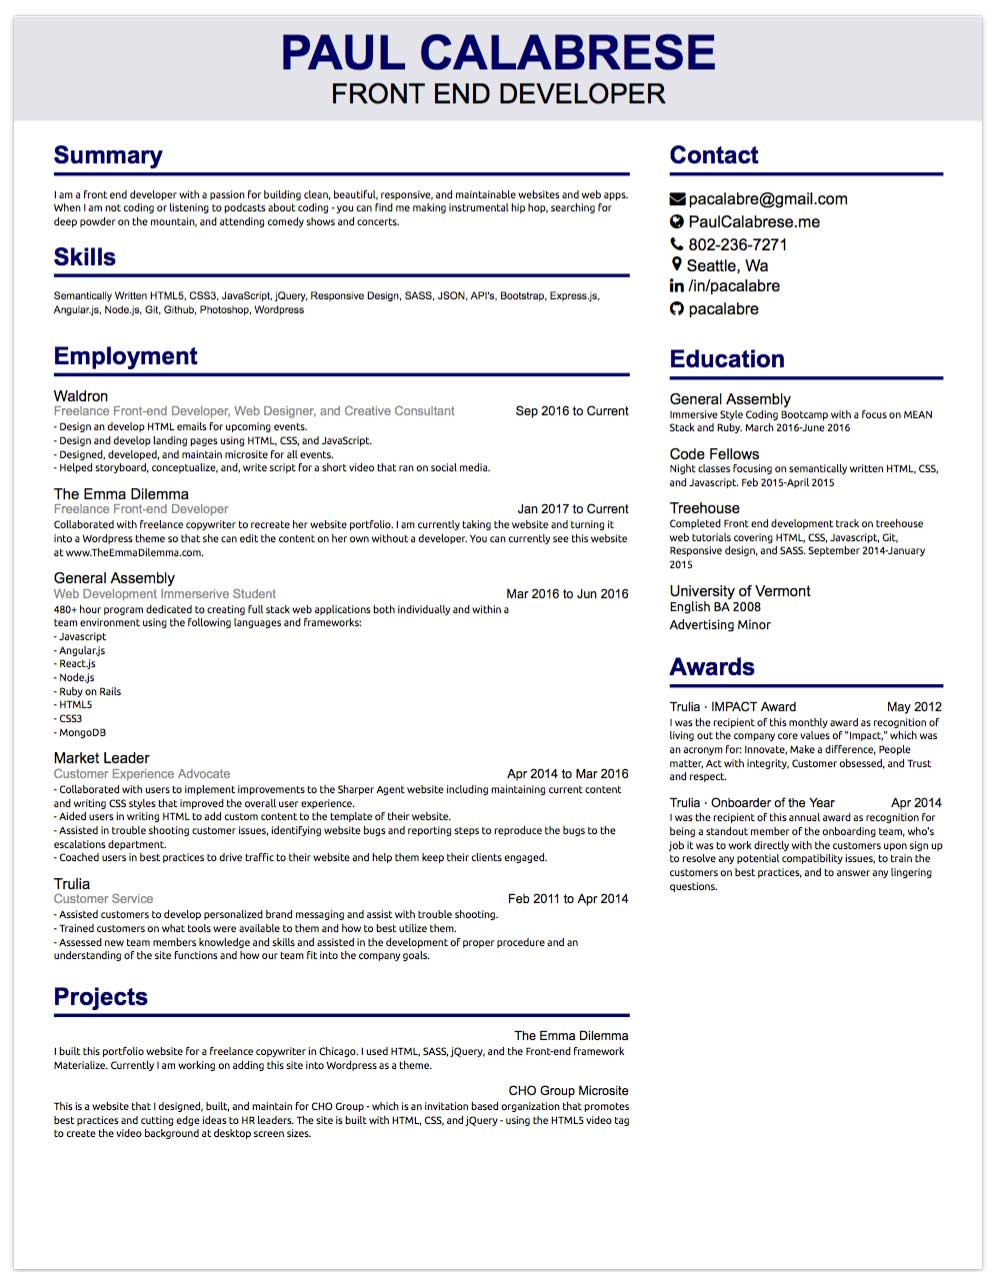 PAUL CALABRESE
FRONT END DEVELOPER
Summary
I am a front end developer with a passion for building clean, beautiful, responsive, and maintainable websites and web apps.
When I am not coding or listening to podcasts about coding - you can find me making instrumental hip hop, searching for
deep powder on the mountain, and attending comedy shows and concerts.
Skills
Semantically Written HTML5, CSS3, JavaScript, jQuery, Responsive Design, SASS, JSON, API's, Bootstrap, Express.js,
Angular.js, Node.js, Git, Github, Photoshop, Wordpress
Employment
Waldron
Freelance Front-end Developer, Web Designer, and Creative Consultant Sep 2016 to Current
- Design an develop HTML emails for upcoming events.
- Design and develop landing pages using HTML, CSS, and JavaScript.
- Designed, developed, and maintain microsite for all events.
- Helped storyboard, conceptualize, and, write script for a short video that ran on social media.
The Emma Dilemma
Freelance Front-end Developer Jan 2017 to Current
Collaborated with freelance copywriter to recreate her website portfolio. I am currently taking the website and turning it
into a Wordpress theme so that she can edit the content on her own without a developer. You can currently see this website
at www.TheEmmaDilemma.com.
General Assembly
Web Development Immerserive Student Mar 2016 to Jun 2016
480+ hour program dedicated to creating full stack web applications both individually and within a
team environment using the following languages and frameworks:
- Javascript
- Angular.js
- React.js
- Node.js
- Ruby on Rails
- HTML5
- CSS3
- MongoDB
Market Leader
Customer Experience Advocate Apr 2014 to Mar 2016
- Collaborated with users to implement improvements to the Sharper Agent website including maintaining current content
and writing CSS styles that improved the overall user experience.
- Aided users in writing HTML to add custom content to the template of their website.
- Assisted in trouble shooting customer issues, identifying website bugs and reporting steps to reproduce the bugs to the
escalations department.
- Coached users in best practices to drive traffic to their website and help them keep their clients engaged.
Trulia
Customer Service Feb 2011 to Apr 2014
- Assisted customers to develop personalized brand messaging and assist with trouble shooting.
- Trained customers on what tools were available to them and how to best utilize them.
- Assessed new team members knowledge and skills and assisted in the development of proper procedure and an
understanding of the site functions and how our team fit into the company goals.
Projects
The Emma Dilemma
I built this portfolio website for a freelance copywriter in Chicago. I used HTML, SASS, jQuery, and the Front-end framework
Materialize. Currently I am working on adding this site into Wordpress as a theme.
CHO Group Microsite
This is a website that I designed, built, and maintain for CHO Group - which is an invitation based organization that promotes
best practices and cutting edge ideas to HR leaders. The site is built with HTML, CSS, and jQuery - using the HTML5 video tag
to create the video background at desktop screen sizes.
Contact
pacalabre@gmail.com
PaulCalabrese.me
802-236-7271
Seattle, Wa
/in/pacalabre
pacalabre
Education
General Assembly
Immersive Style Coding Bootcamp with a focus on MEAN
Stack and Ruby. March 2016-June 2016
Code Fellows
Night classes focusing on semantically written HTML, CSS,
and Javascript. Feb 2015-April 2015
Treehouse
Completed Front end development track on treehouse
web tutorials covering HTML, CSS, Javascript, Git,
Responsive design, and SASS. September 2014-January
2015
University of Vermont
English BA 2008
Advertising Minor
Awards
Trulia · IMPACT Award May 2012
I was the recipient of this monthly award as recognition of
living out the company core values of "Impact," which was
an acronym for: Innovate, Make a difference, People
matter, Act with integrity, Customer obsessed, and Trust
and respect.
Trulia · Onboarder of the Year Apr 2014
I was the recipient of this annual award as recognition for
being a standout member of the onboarding team, who's
job it was to work directly with the customers upon sign up
to resolve any potential compatibility issues, to train the
customers on best practices, and to answer any lingering
questions.